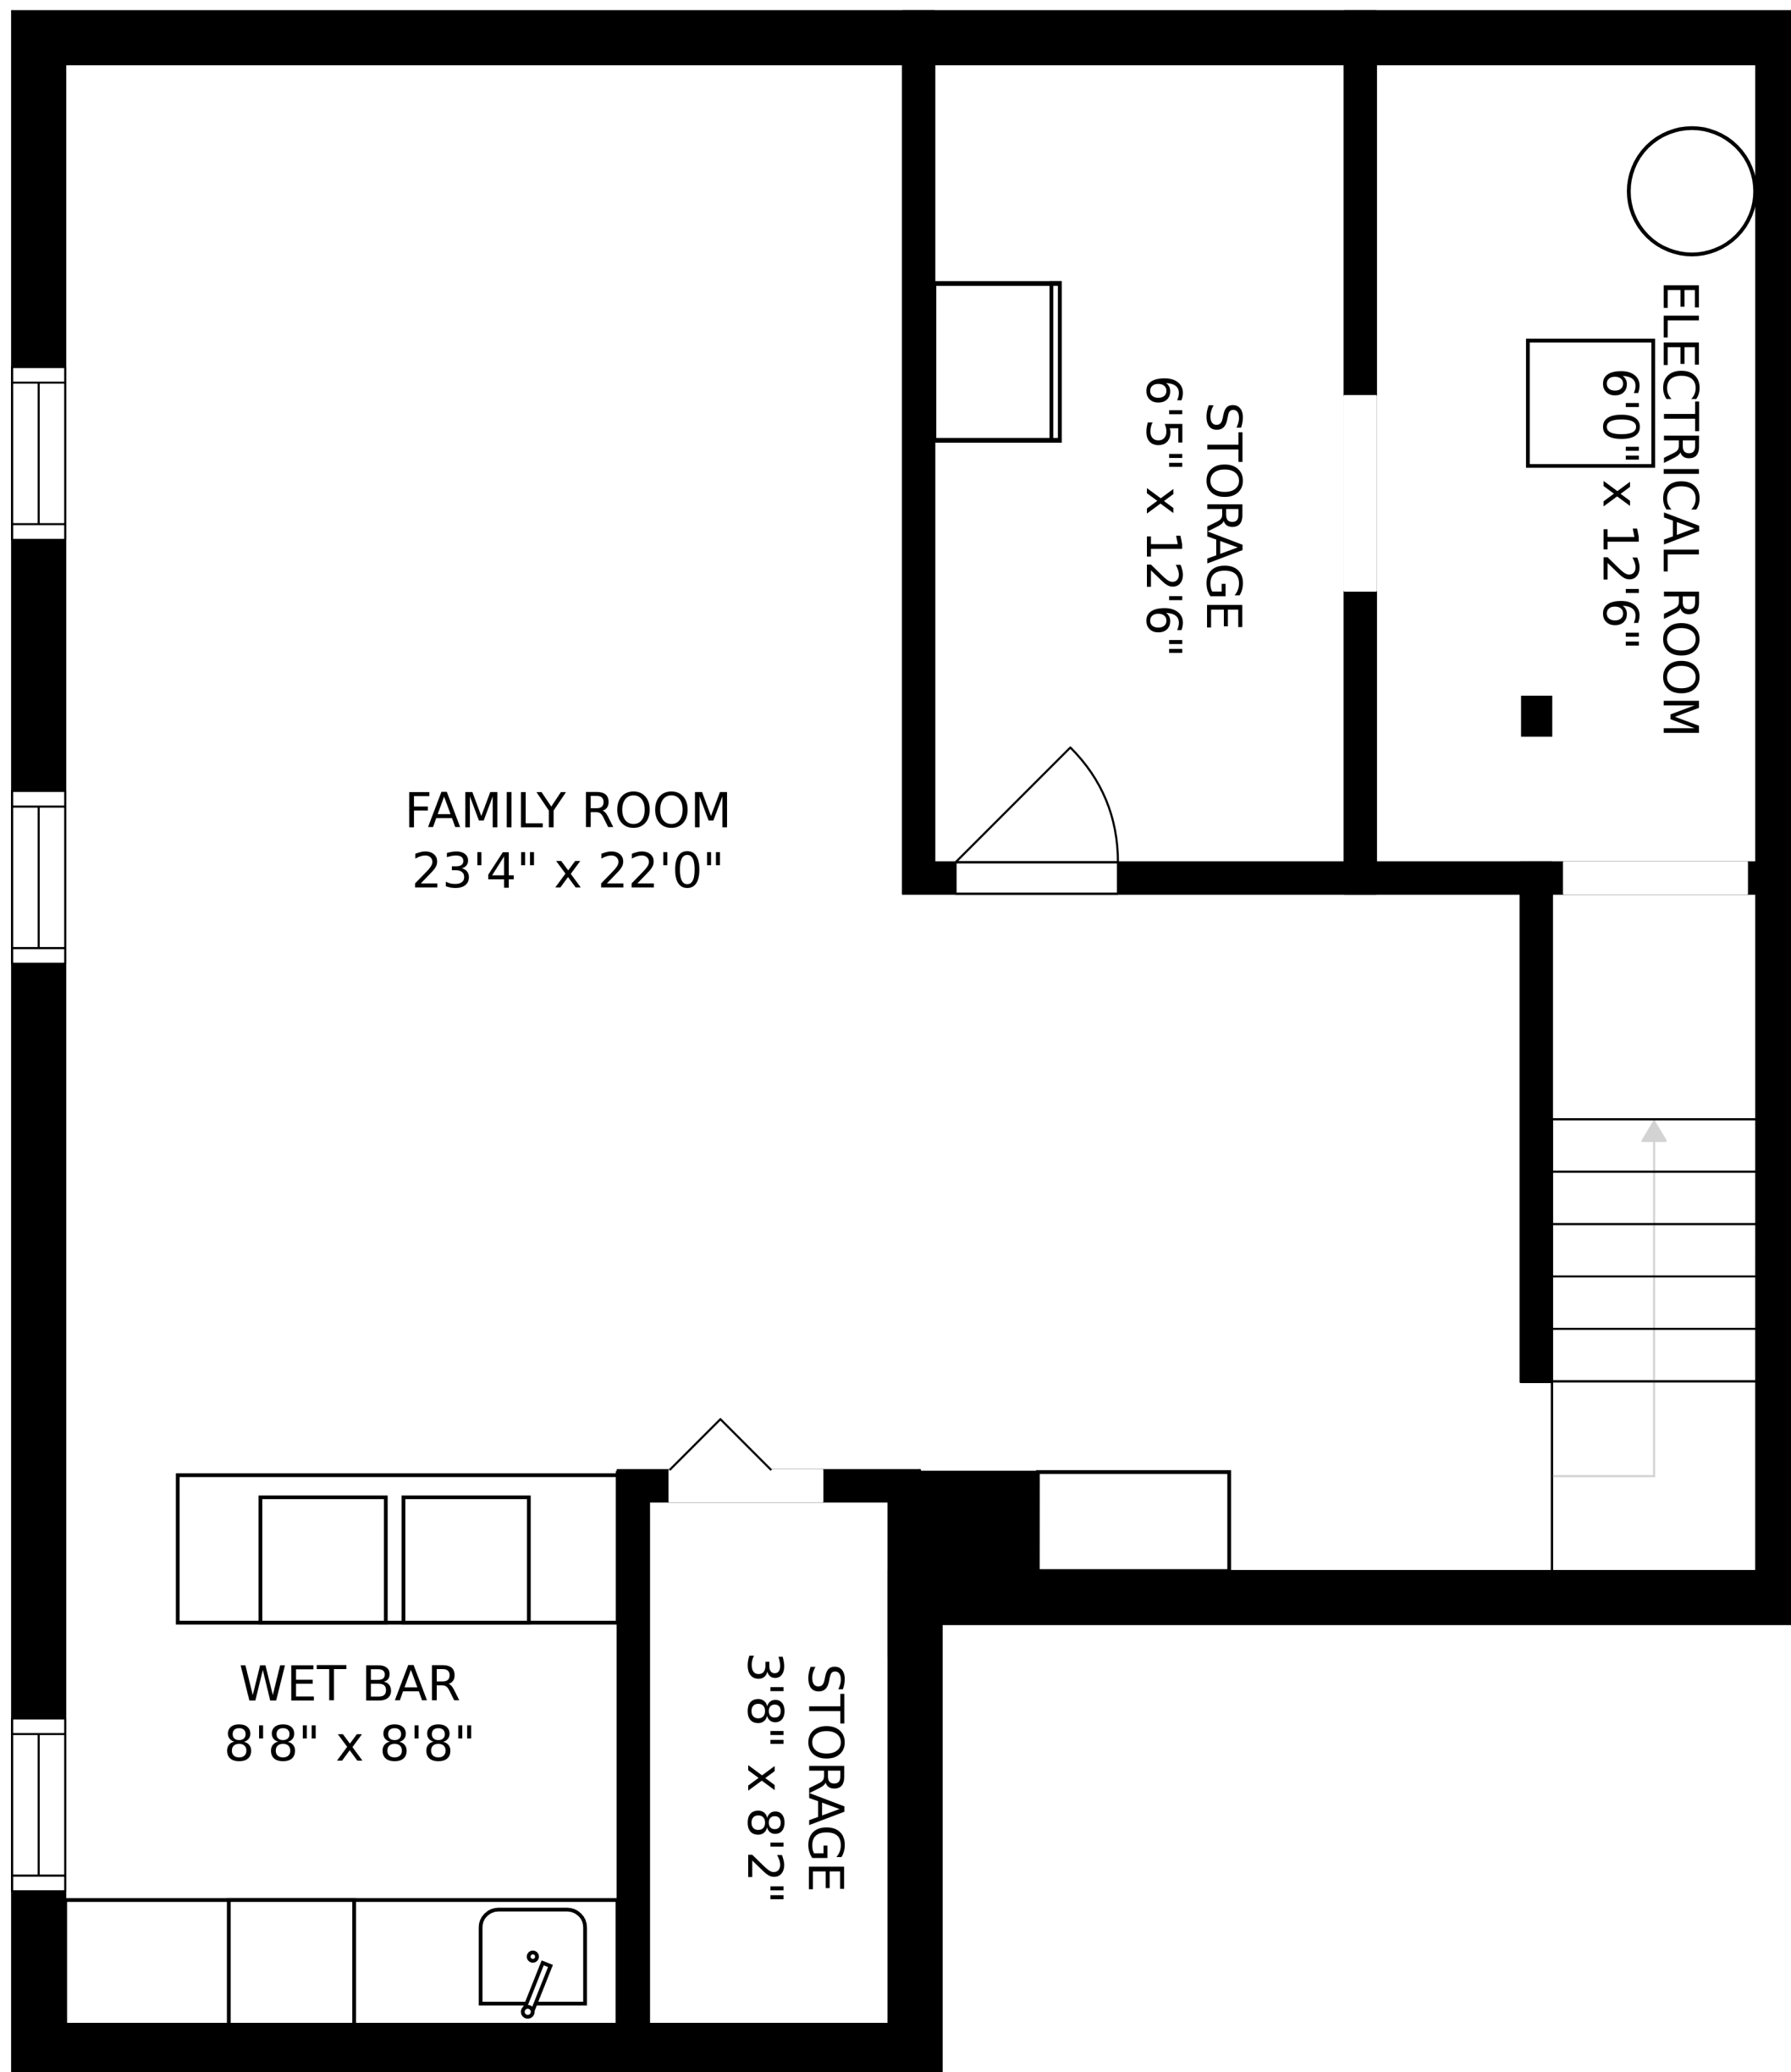 STORAGE
6'5" x 12'6"
ELECTRICAL ROOM
6'0" x 12'6"
FAMILY ROOM
23'4" x 22'0"
WET BAR
8'8" x 8'8"
STORAGE
3'8" x 8'2"